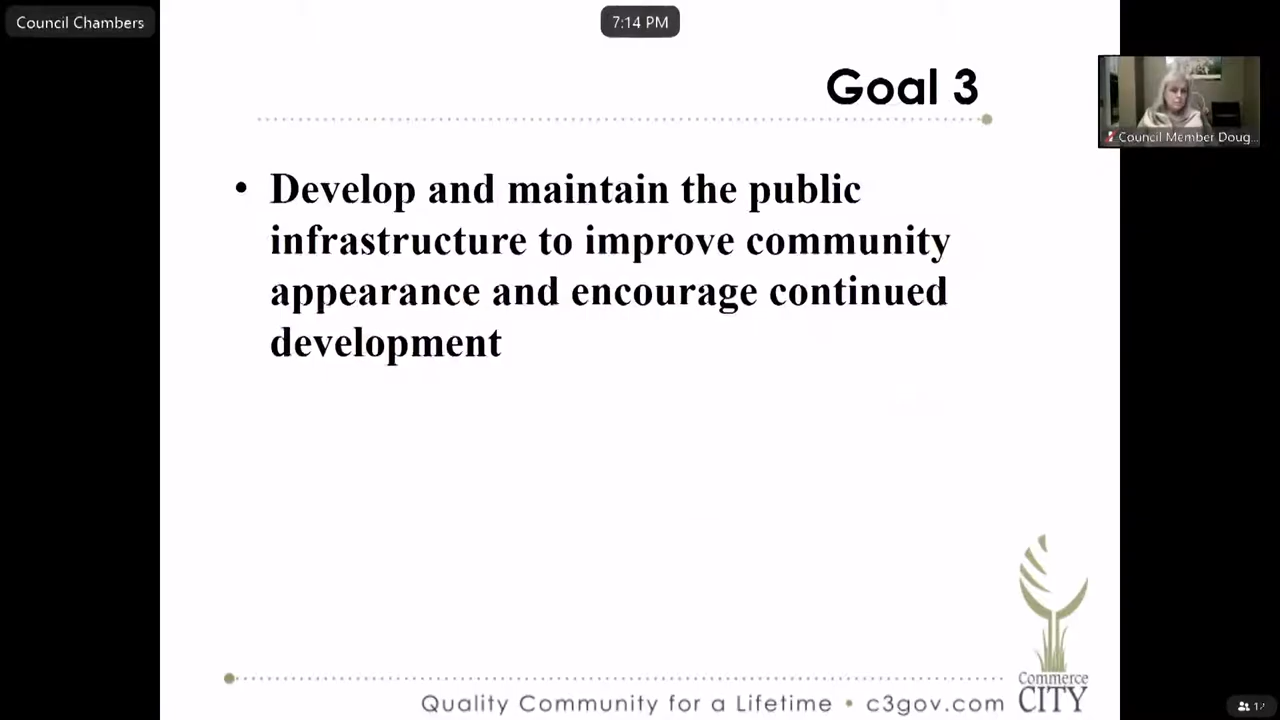 Council Chambers
7:14 PM
Goal 3
Council Member Doug...
• Develop and maintain the public
infrastructure to improve community
appearance and encourage continued
development
Commerce
CITY
Quality Community for a Lifetime • c3gov.com
12